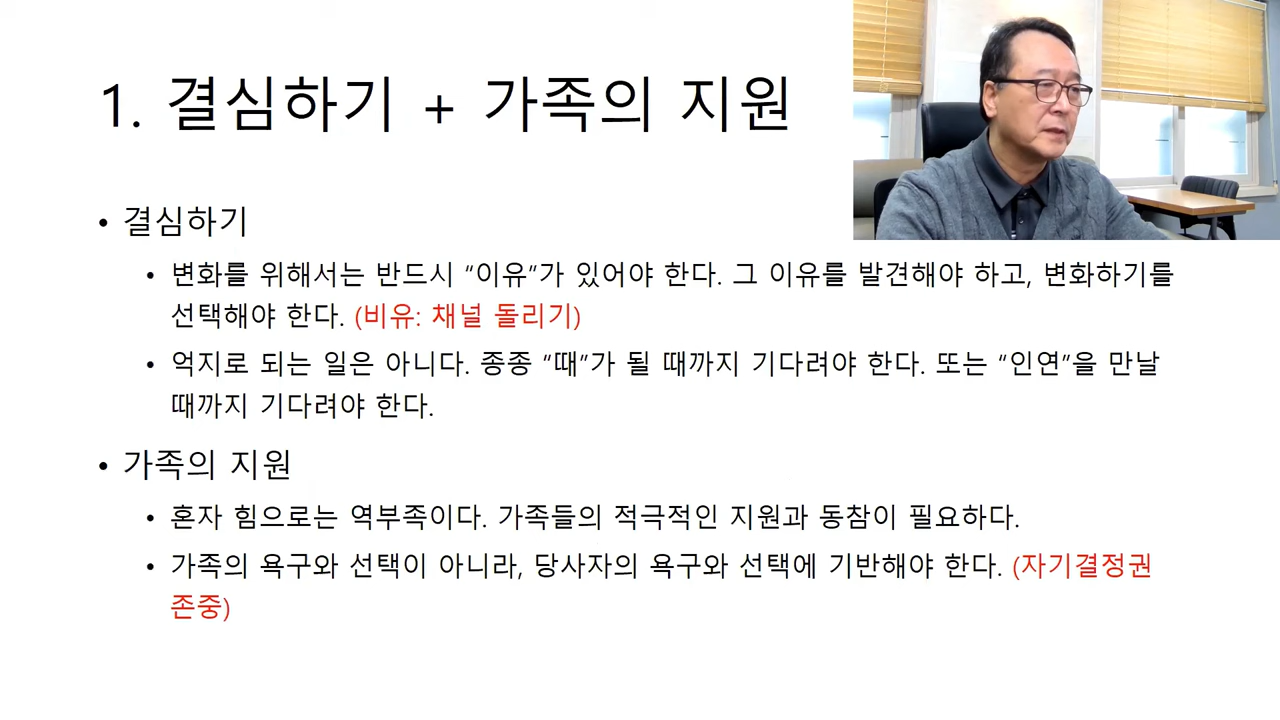 1. 결심하기 + 가족의 지원
• 결심하기
• 변화를 위해서는 반드시 “이유”가 있어야 한다. 그 이유를 발견해야 하고, 변화하기를
선택해야 한다. (비유: 채널 돌리기)
• 억지로 되는 일은 아니다. 종종 “때”가 될 때까지 기다려야 한다. 또는 “인연”을 만날
때까지 기다려야 한다.
• 가족의 지원
• 혼자 힘으로는 역부족이다. 가족들의 적극적인 지원과 동참이 필요하다.
• 가족의 욕구와 선택이 아니라, 당사자의 욕구와 선택에 기반해야 한다. (자기결정권
존중)